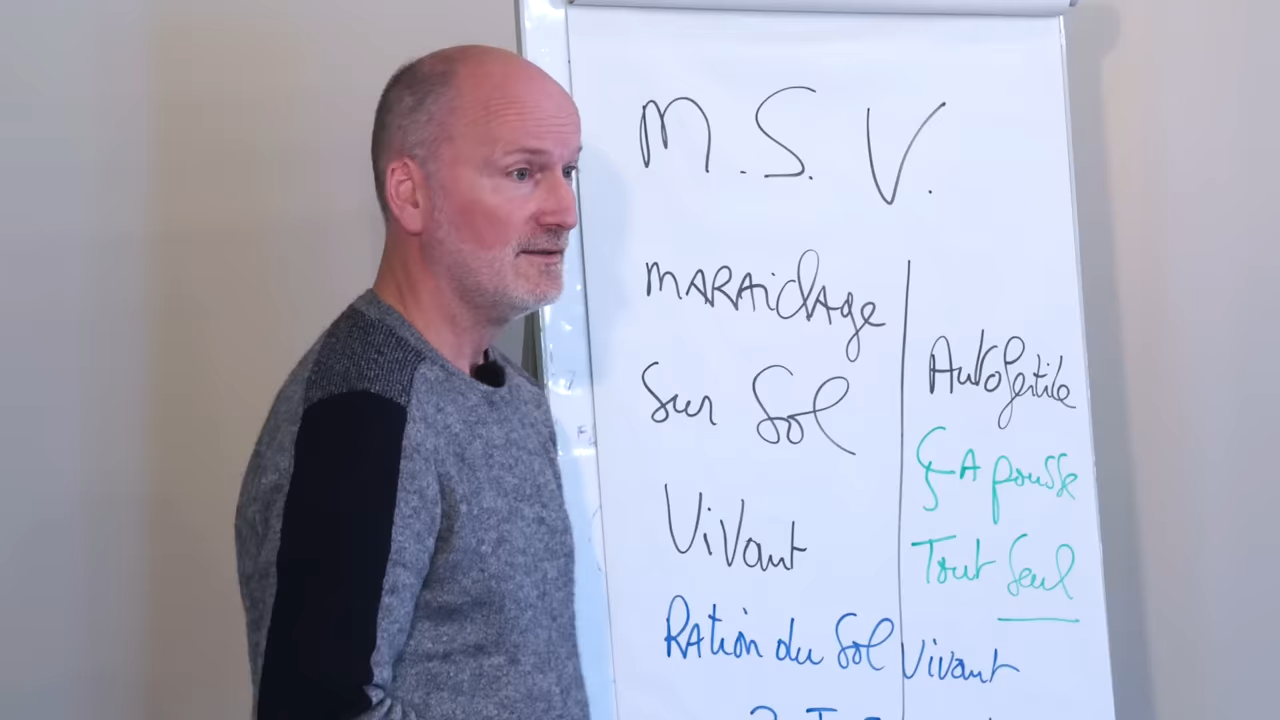 M.S.V.
MARAiChAge
Sur Sol
ViVant
Autofertile
ÇA pousse
Tout Seul
RAtion du Sol Vivant